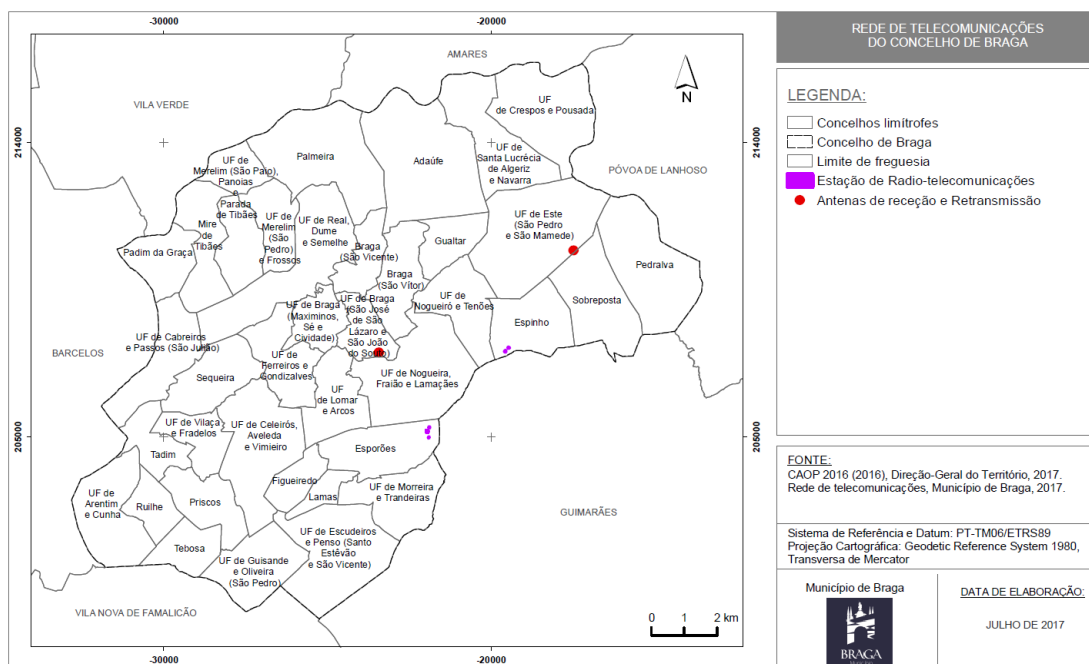 -30000
-20000
REDE DE TELECOMUNICAÇÕES
DO CONCELHO DE BRAGA
AMARES
VILA VERDE
PÓVOA DE LANHOSO
BARCELOS
GUIMARÃES
VILA NOVA DE FAMALICÃO
N
214000
214000
205000
205000
UF
de Crespos e Pousada
UF de
Santa Lucrécia
de Algeriz
e Navarra
Adaúfe
Palmeira
UF de
Merelim (São Paio),
Panoias
e
Parada
de Tibães
Mire
de
Tibães
UF de
Merelim
(São
Pedro)
e Frossos
UF de Real,
Dume
e Semelhe
Braga
(São Vicente)
Gualtar
UF de Este
(São Pedro
e São Mamede)
Pedralva
Padim da Graça
Braga
(São Vítor)
UF de
Nogueiró e Tenões
Sobreposta
Espinho
UF de Braga
(Maximinos,
Sé e
Cividade)
UF de Braga
(São José
de São
Lázaro e
São João
do Souto)
UF de Cabreiros
e Passos (São Julião)
UF de
Ferreiros e
Gondizalves
UF de Nogueira,
Fraião e Lamaçães
Sequeira
UF
de Lomar
e Arcos
UF de Vilaça
e Fradelos
UF de Celeirós,
Aveleda
e Vimieiro
Esporões
Tadim
Figueiredo
Lamas
UF de Morreira
e Trandeiras
UF de
Arentim
e Cunha
Ruilhe
Priscos
Tebosa
UF de Escudeiros
e Penso (Santo
Estêvão
e São Vicente)
UF de Guisande
e Oliveira
(São Pedro)
0 1 2 km
-30000
-20000
LEGENDA:
Concelhos limítrofes
Concelho de Braga
Limite de freguesia
Estação de Radio-telecomunicações
Antenas de receção e Retransmissão
FONTE:
CAOP 2016 (2016), Direção-Geral do Território, 2017.
Rede de telecomunicações, Município de Braga, 2017.
Sistema de Referência e Datum: PT-TM06/ETRS89
Projeção Cartográfica: Geodetic Reference System 1980,
Transversa de Mercator
Município de Braga
BRAGA
DATA DE ELABORAÇÃO:
JULHO DE 2017